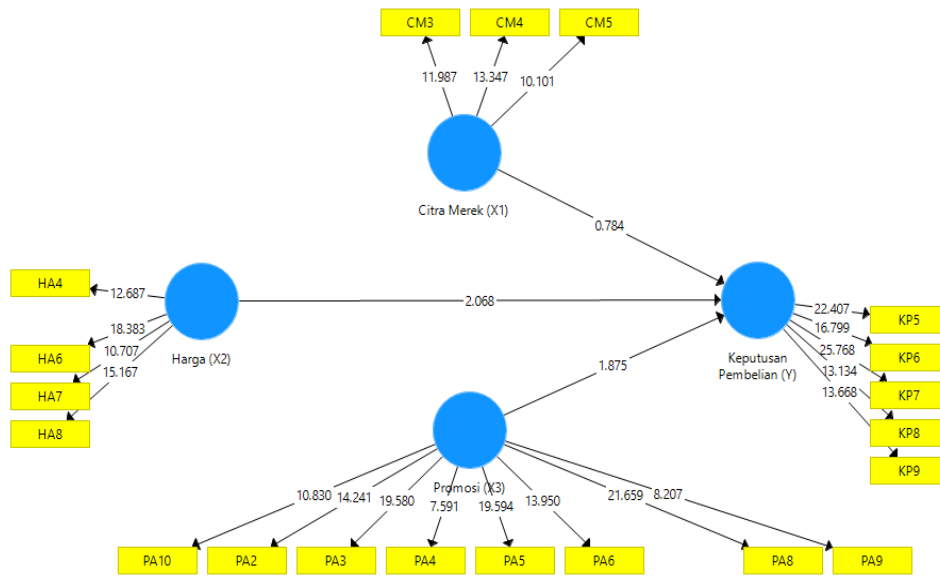 CM3 CM4 CM5
11.987 13.347 10.101
Citra Merek (X1)
0.784
HA4
HA6
HA7
HA8
12.687
18.383
10.707
15.167
Harga (X2)
2.068
1.875
Keputusan
Pembelian (Y)
22.407
16.799
25.768
13.134
13.668
KP5
KP6
KP7
KP8
KP9
Promosi (X3)
10.830 14.241 19.580 7.591 19.594 13.950 21.659 8.207
PA10 PA2 PA3 PA4 PA5 PA6 PA8 PA9